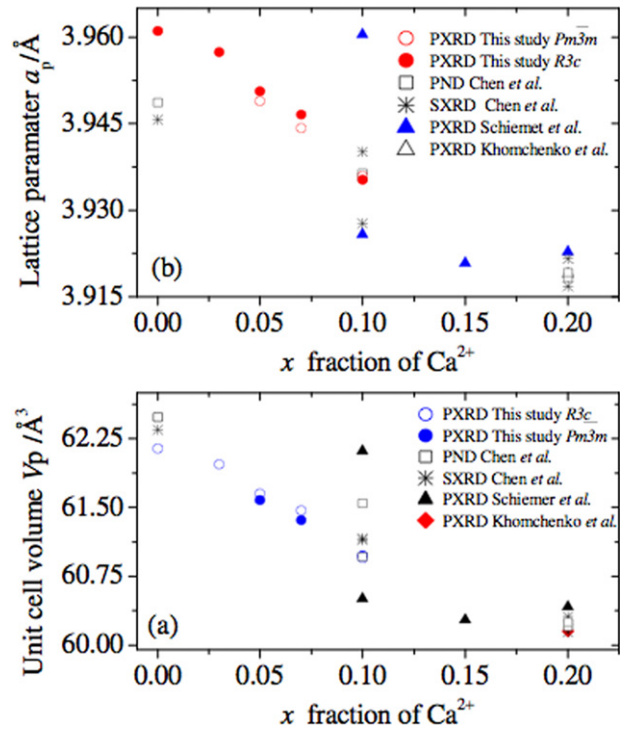 3.960
3.945
3.930
3.915
Lattice paramater aₚ/Å
PXRD This study Pm3̅m
PXRD This study R3c
PND Chen et al.
SXRD Chen et al.
PXRD Schiemet et al.
PXRD Khomchenko et al.
(b)
0.00 0.05 0.10 0.15 0.20
x fraction of Ca²⁺
62.25
61.50
60.75
60.00
Unit cell volume Vp /Å³
PXRD This study R3c
PXRD This study Pm3̅m
PND Chen et al.
SXRD Chen et al.
PXRD Schiemer et al.
PXRD Khomchenko et al.
(a)
0.00 0.05 0.10 0.15 0.20
x fraction of Ca²⁺